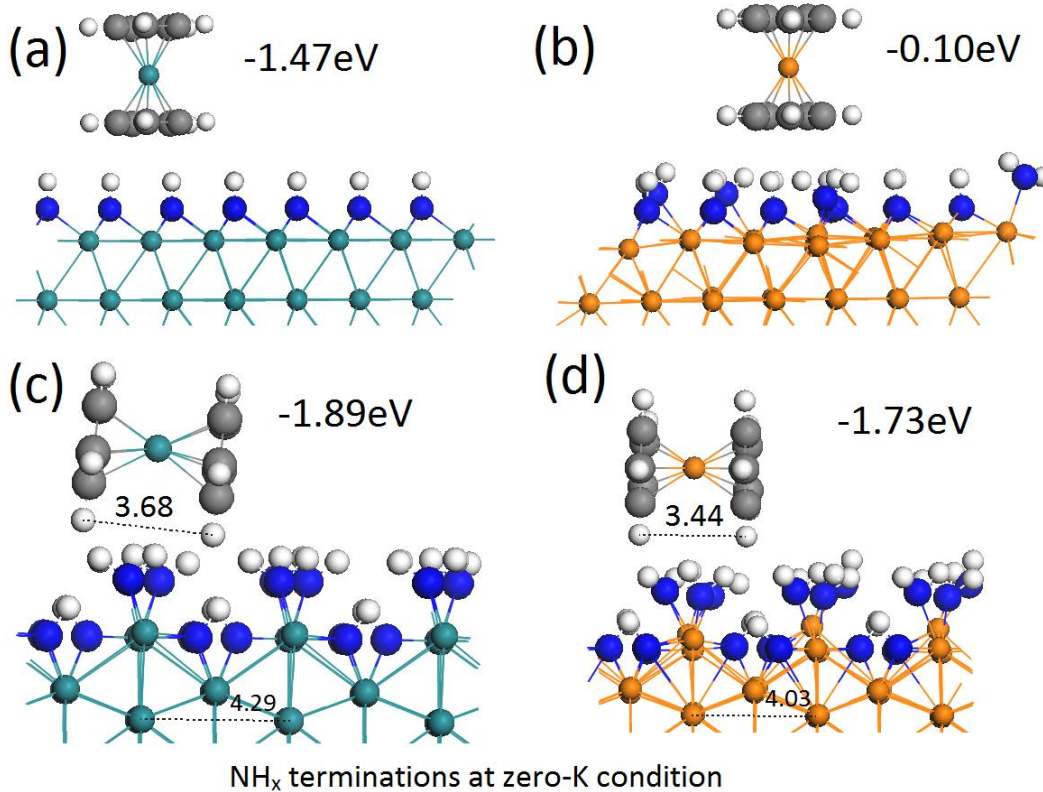 (a)
-1.47eV
(b)
-0.10eV
(c)
-1.89eV
3.68
4.29
(d)
-1.73eV
3.44
4.03
NHₓ terminations at zero-K condition